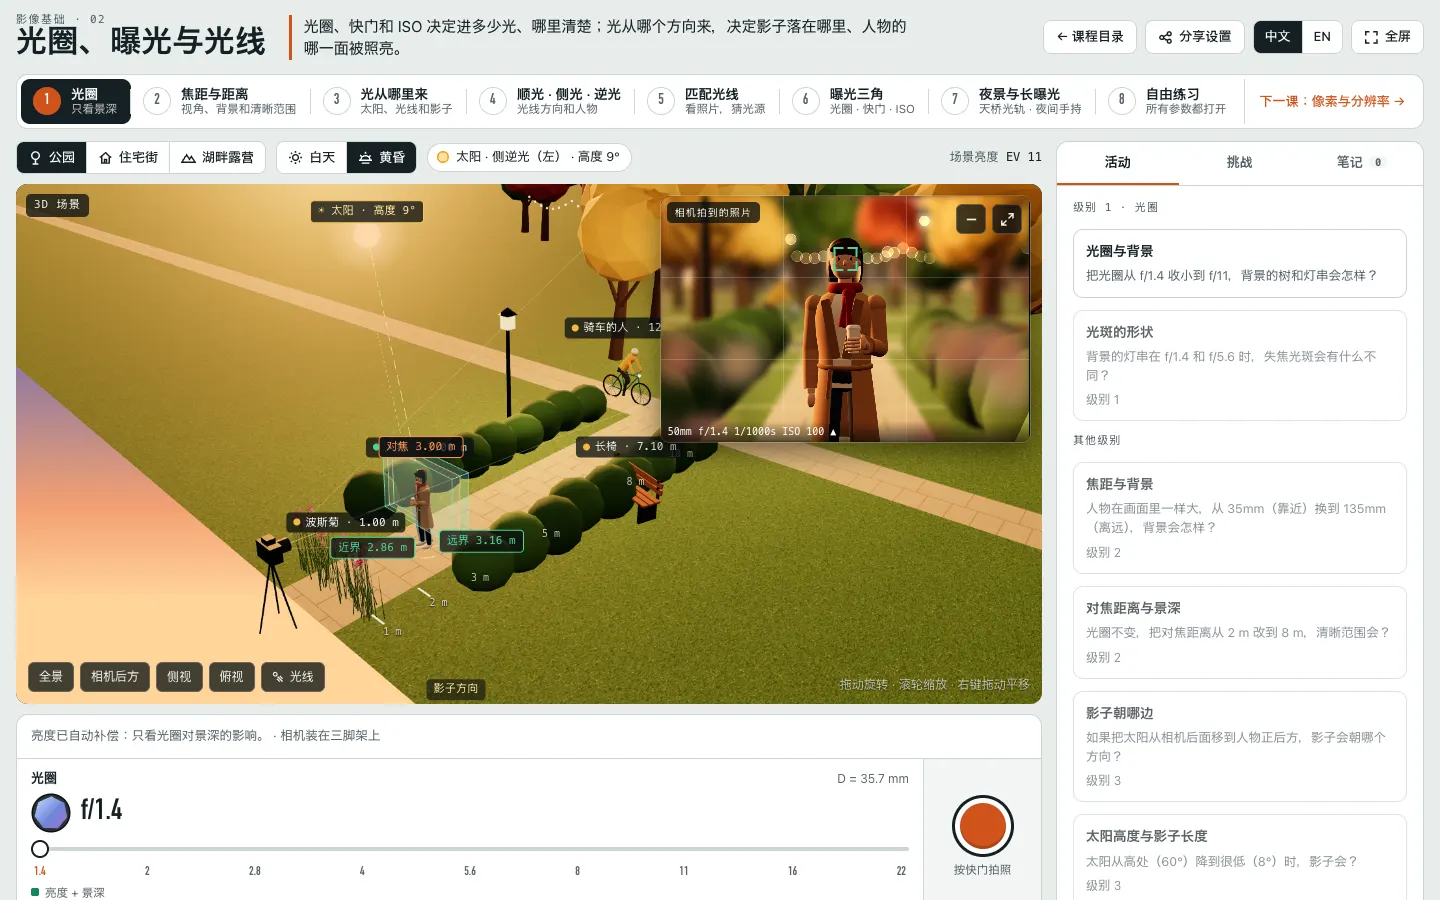 影像基础 · 02
光圈、曝光与光线
光圈、快门和 ISO 决定进多少光、哪里清楚；光从哪个方向来，决定影子落在哪里、人物的
哪一面被照亮。
← 课程目录
分享设置
中文
EN
全屏
1 光圈
只看景深
2 焦距与距离
视角、背景和清晰范围
3 光从哪里来
太阳、光线和影子
4 顺光 · 侧光 · 逆光
光线方向和人物
5 匹配光线
看照片，猜光源
6 曝光三角
光圈 · 快门 · ISO
7 夜景与长曝光
天桥光轨 · 夜间手持
8 自由练习
所有参数都打开
下一课：像素与分辨率 →
公园
住宅街
湖畔露营
白天
黄昏
太阳 · 侧逆光（左） · 高度 9°
场景亮度 EV 11
3D 场景
☀ 太阳 · 高度 9°
相机拍到的照片
骑车的人 · 12
对焦 3.00 m
长椅 · 7.10 m
8 m
波斯菊 · 1.00 m
近界 2.86 m
远界 3.16 m
5 m
3 m
2 m
1 m
50mm f/1.4 1/1000s ISO 100 ▲
全景
相机后方
侧视
俯视
光线
影子方向
拖动旋转 · 滚轮缩放 · 右键拖动平移
亮度已自动补偿：只看光圈对景深的影响。 · 相机装在三脚架上
光圈
D = 35.7 mm
f/1.4
1.4 2 2.8 4 5.6 8 11 16 22
亮度 + 景深
按快门拍照
活动
挑战
笔记 0
级别 1 · 光圈
光圈与背景
把光圈从 f/1.4 收小到 f/11，背景的树和灯串会怎样？
光斑的形状
背景的灯串在 f/1.4 和 f/5.6 时，失焦光斑会有什么不
同？
级别 1
其他级别
焦距与背景
人物在画面里一样大，从 35mm（靠近）换到 135mm
（离远），背景会怎样？
级别 2
对焦距离与景深
光圈不变，把对焦距离从 2 m 改到 8 m，清晰范围会？
级别 2
影子朝哪边
如果把太阳从相机后面移到人物正后方，影子会朝哪个
方向？
级别 3
太阳高度与影子长度
太阳从高处（60°）降到很低（8°）时，影子会？
级别 3